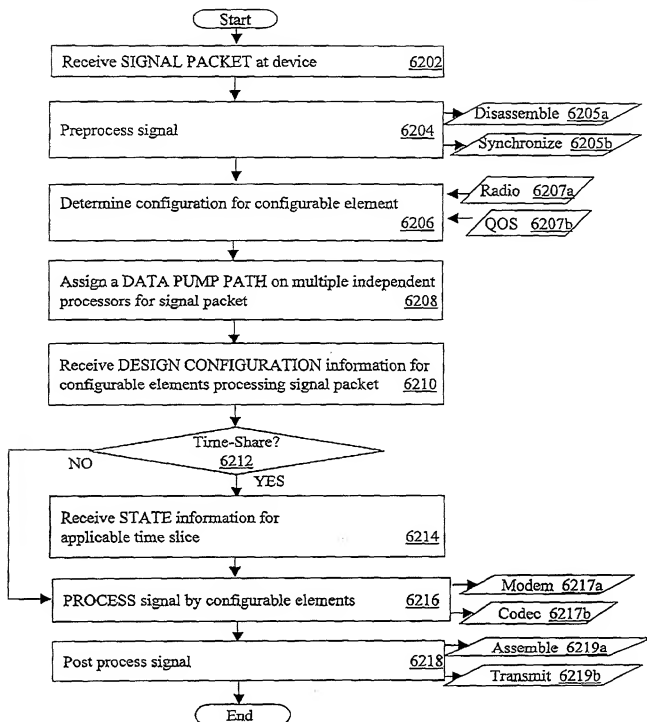 Start
Receive SIGNAL PACKET at device 6202
Preprocess signal 6204
Disassemble 6205a
Synchronize 6205b
Determine configuration for configurable element 6206
Radio 6207a
QOS 6207b
Assign a DATA PUMP PATH on multiple independent
processors for signal packet 6208
Receive DESIGN CONFIGURATION information for
configurable elements processing signal packet 6210
Time-Share?
6212
NO
YES
Receive STATE information for
applicable time slice 6214
PROCESS signal by configurable elements 6216
Modem 6217a
Codec 6217b
Post process signal 6218
Assemble 6219a
Transmit 6219b
End